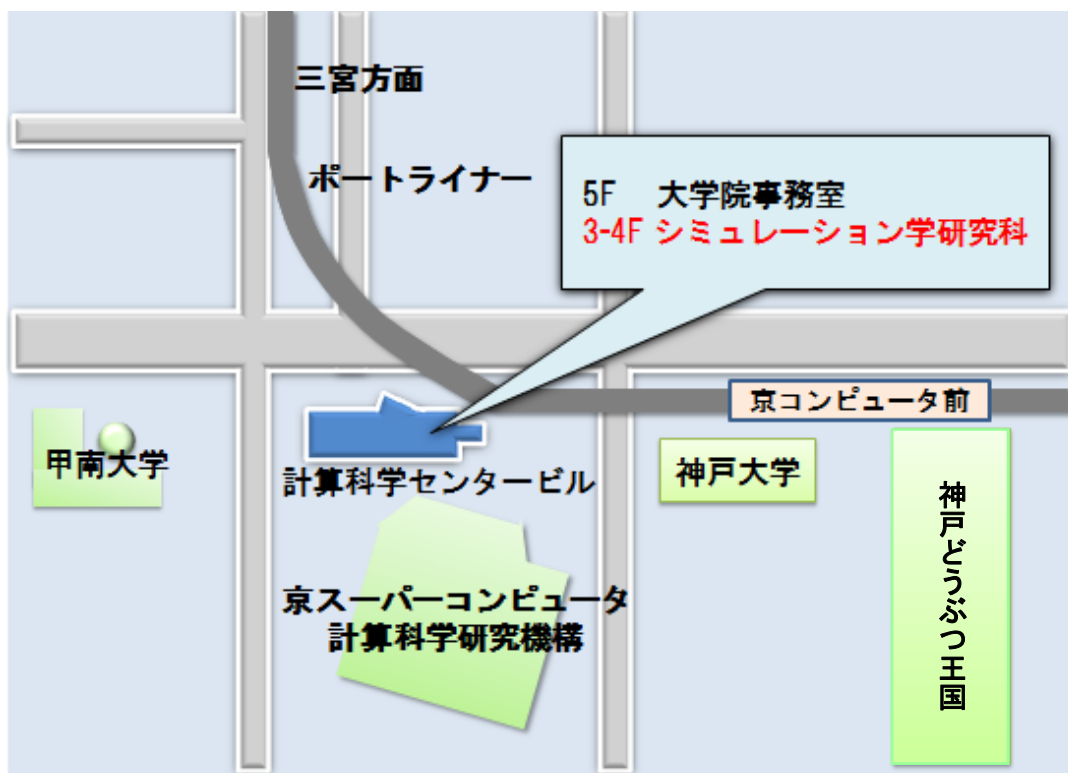 三宮方面
ポートライナー
5F 大学院事務室
3-4F シミュレーション学研究科
京コンピュータ前
甲南大学
計算科学センタービル
神戸大学
神戸どうぶつ王国
京スーパーコンピュータ
計算科学研究機構